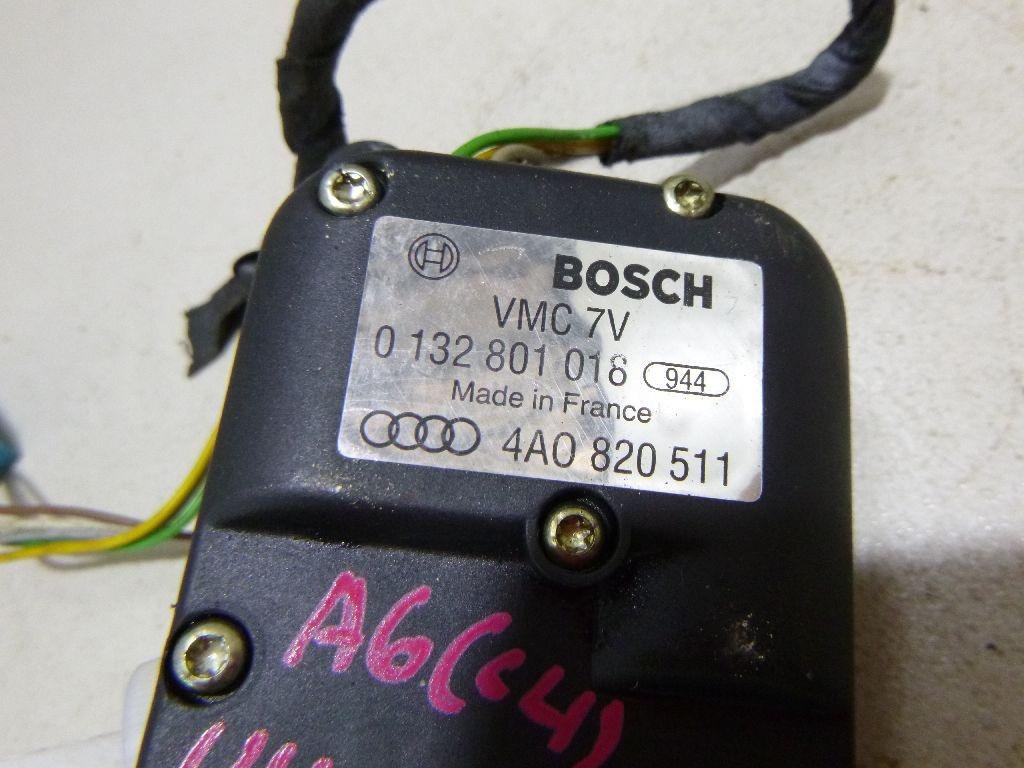 BOSCH
VMC 7V
0 132 801 018 944
Made in France
4A0 820 511
A6(C4)